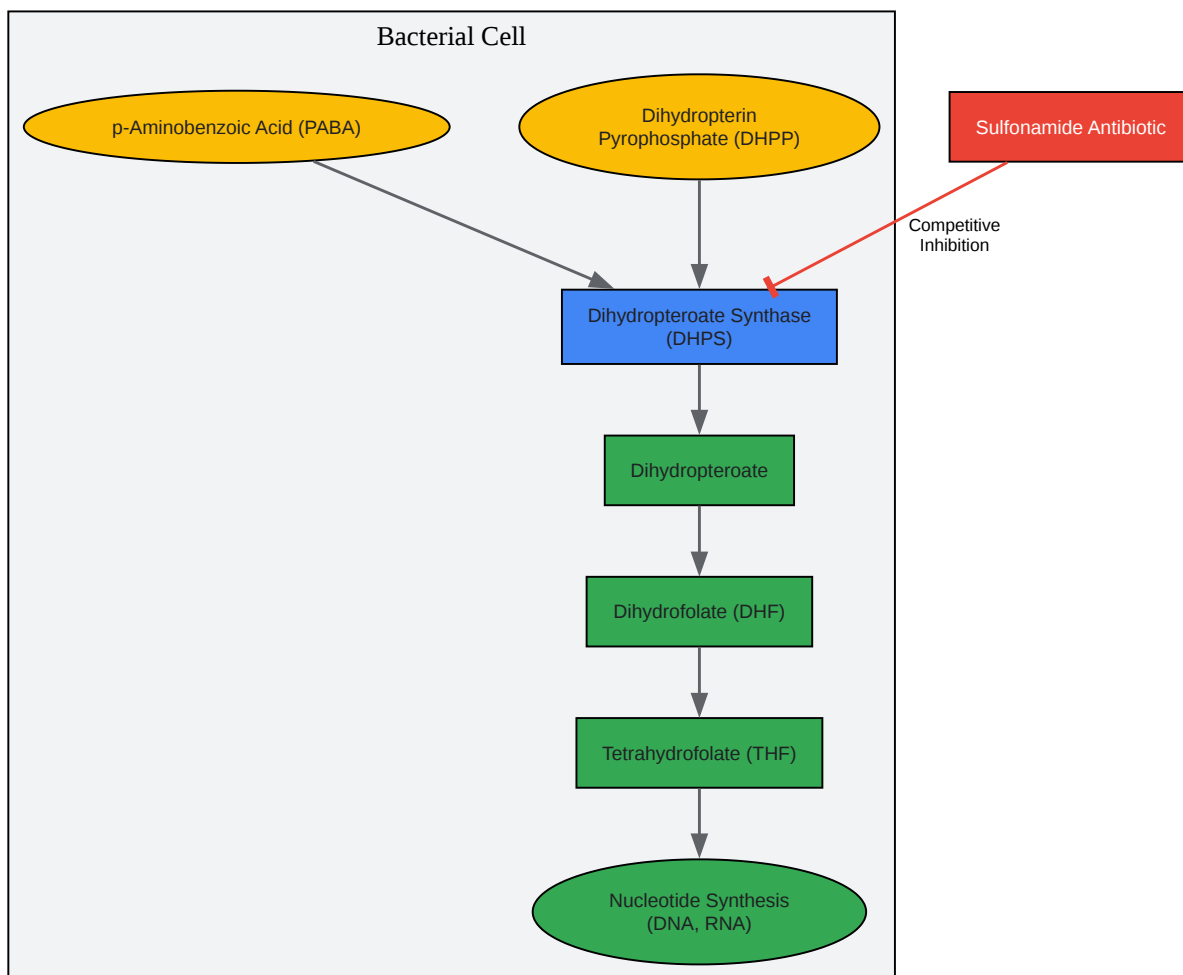 Bacterial Cell
p-Aminobenzoic Acid (PABA)
Dihydropterin
Pyrophosphate (DHPP)
Sulfonamide Antibiotic
Competitive
Inhibition
Dihydropteroate Synthase
(DHPS)
Dihydropteroate
Dihydrofolate (DHF)
Tetrahydrofolate (THF)
Nucleotide Synthesis
(DNA, RNA)